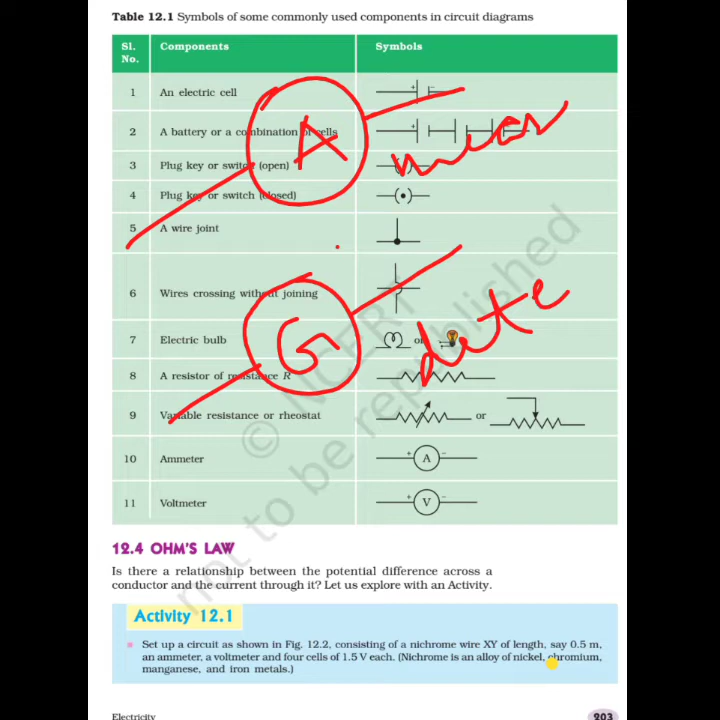 Table 12.1 Symbols of some commonly used components in circuit diagrams
Sl. No. Components Symbols
1 An electric cell
2 A battery or a combination of cells
3 Plug key or switch (open)
4 Plug key or switch (closed)
5 A wire joint
6 Wires crossing without joining
7 Electric bulb or
8 A resistor of resistance R
9 Variable resistance or rheostat or
10 Ammeter A
11 Voltmeter V
A
G
© NCERT
not to be republished
12.4 OHM'S LAW
Is there a relationship between the potential difference across a
conductor and the current through it? Let us explore with an Activity.
Activity 12.1
Set up a circuit as shown in Fig. 12.2, consisting of a nichrome wire XY of length, say 0.5 m,
an ammeter, a voltmeter and four cells of 1.5 V each. (Nichrome is an alloy of nickel, chromium,
manganese, and iron metals.)
Electricity 203